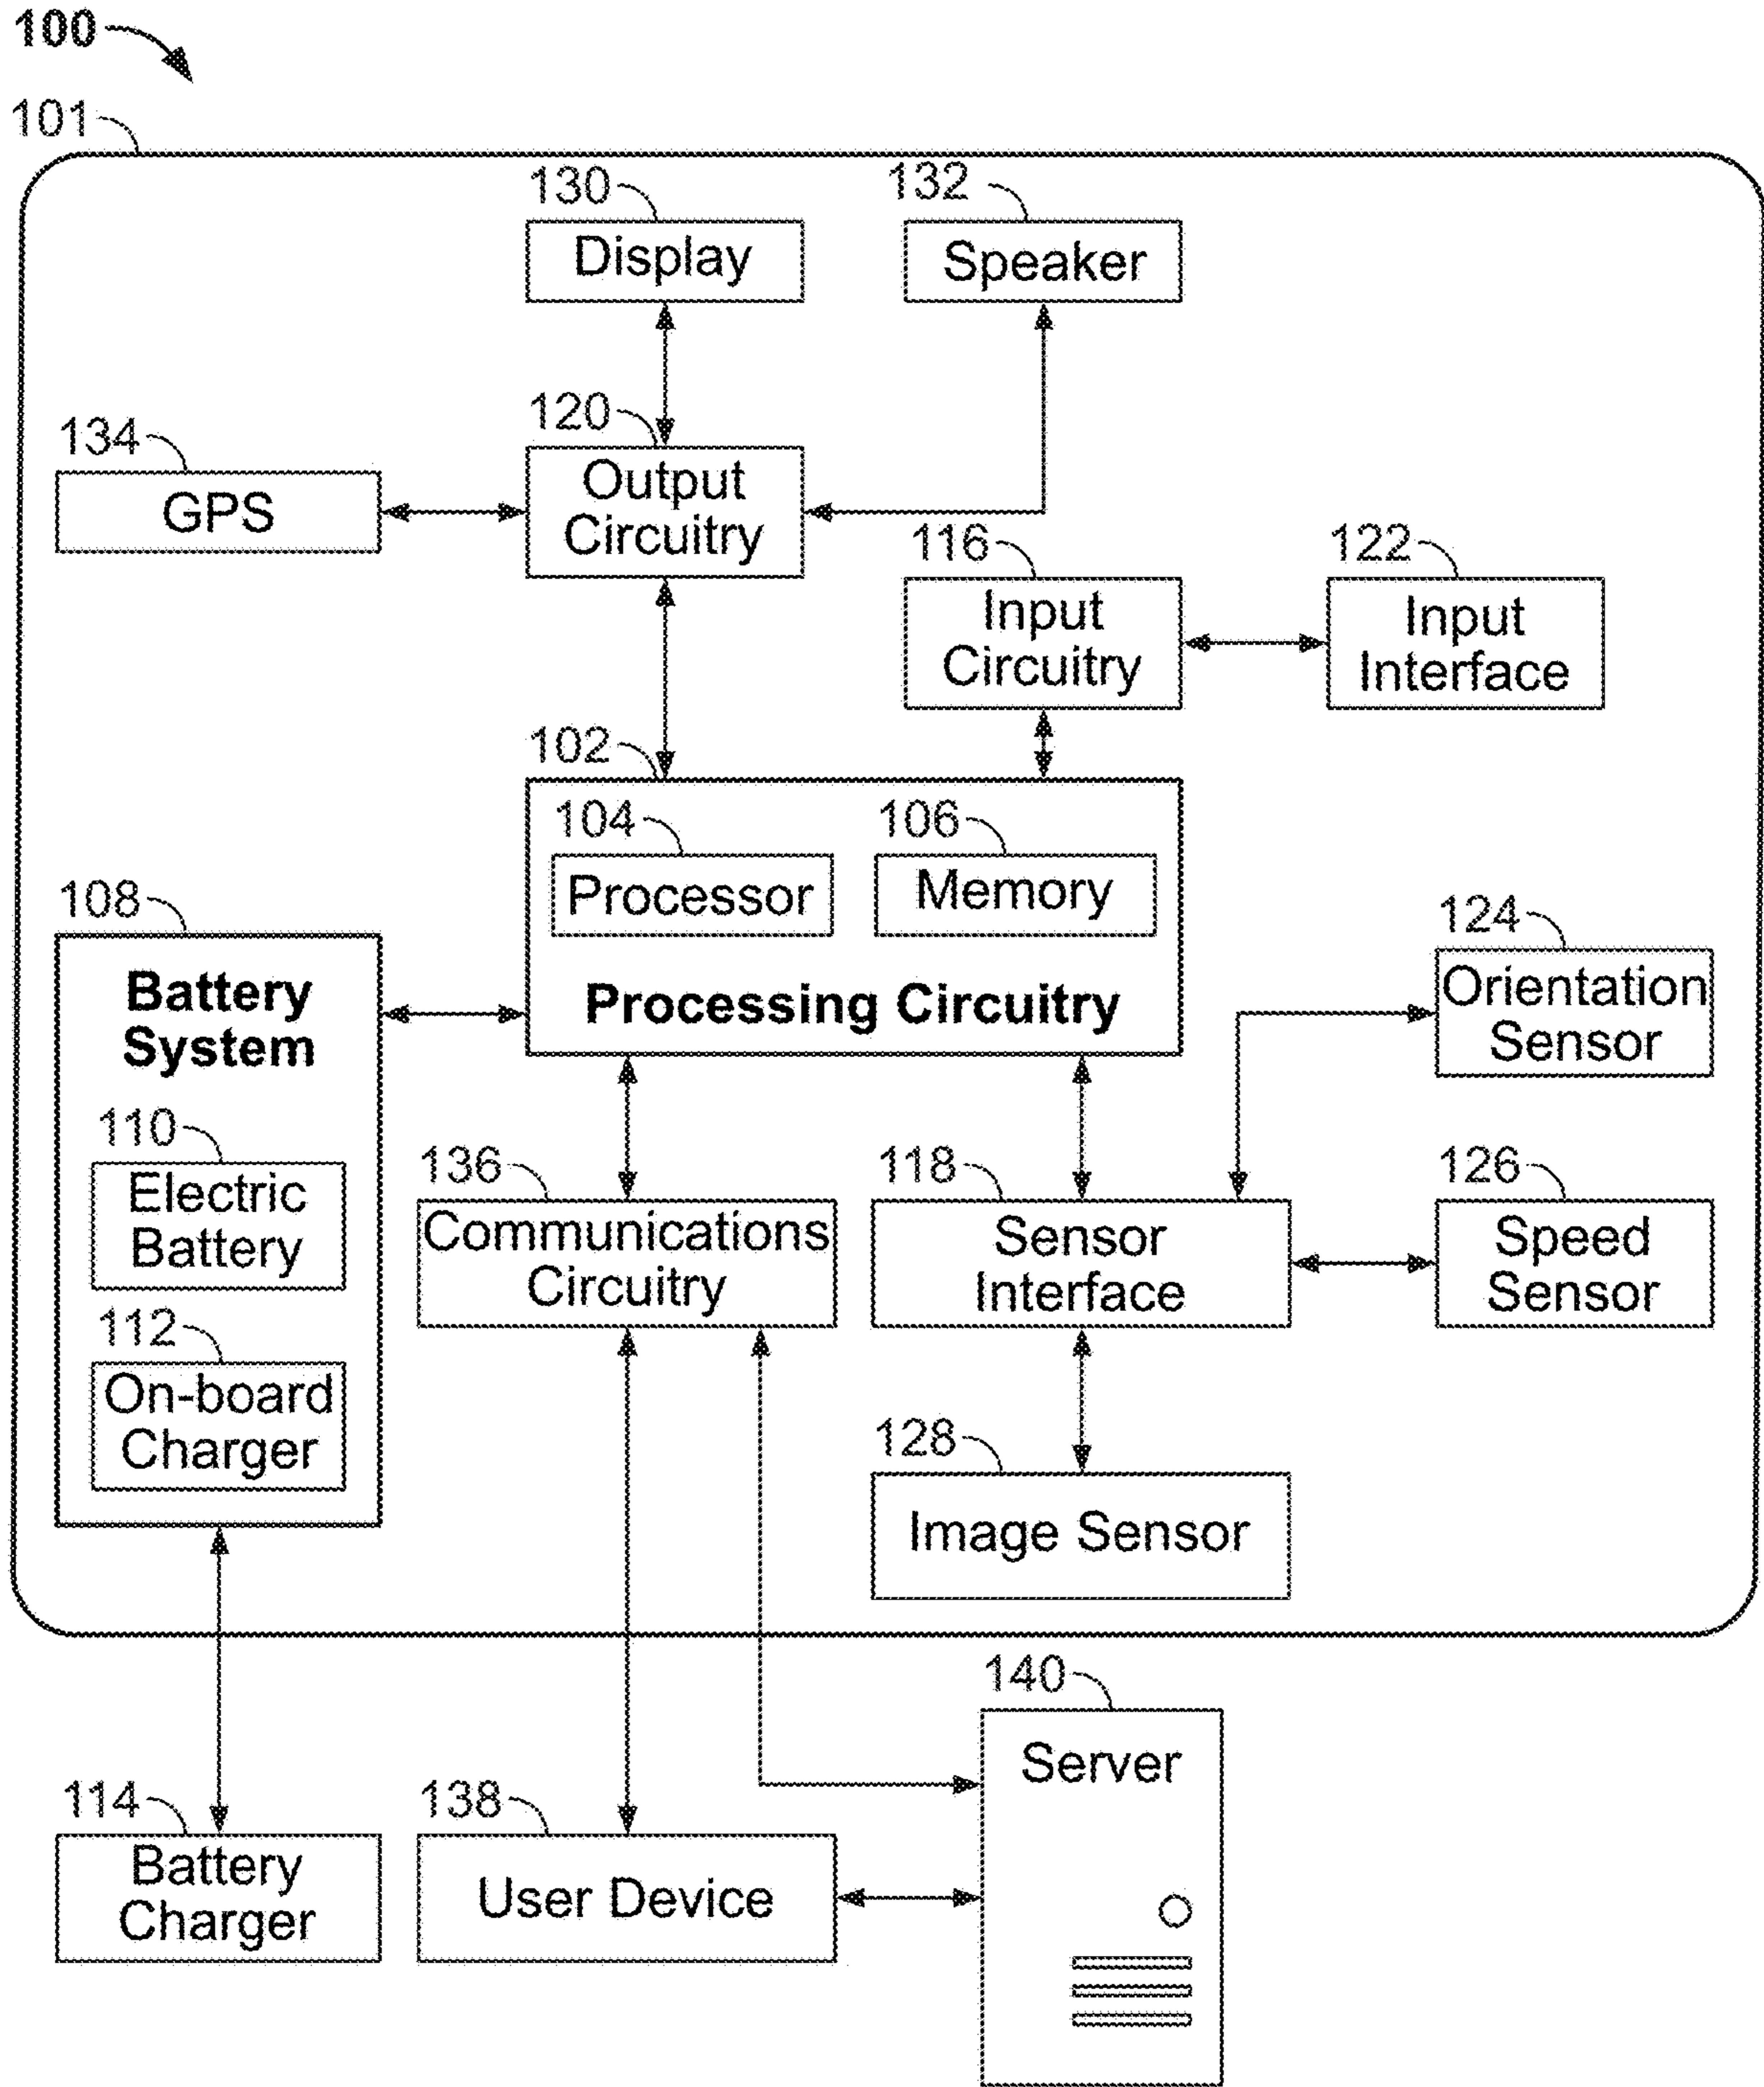 100
101
130
Display
132
Speaker
120
Output
Circuitry
134
GPS
116
Input
Circuitry
122
Input
Interface
102
104
Processor
106
Memory
Processing Circuitry
108
Battery
System
110
Electric
Battery
112
On-board
Charger
124
Orientation
Sensor
136
Communications
Circuitry
118
Sensor
Interface
126
Speed
Sensor
128
Image Sensor
140
Server
114
Battery
Charger
138
User Device